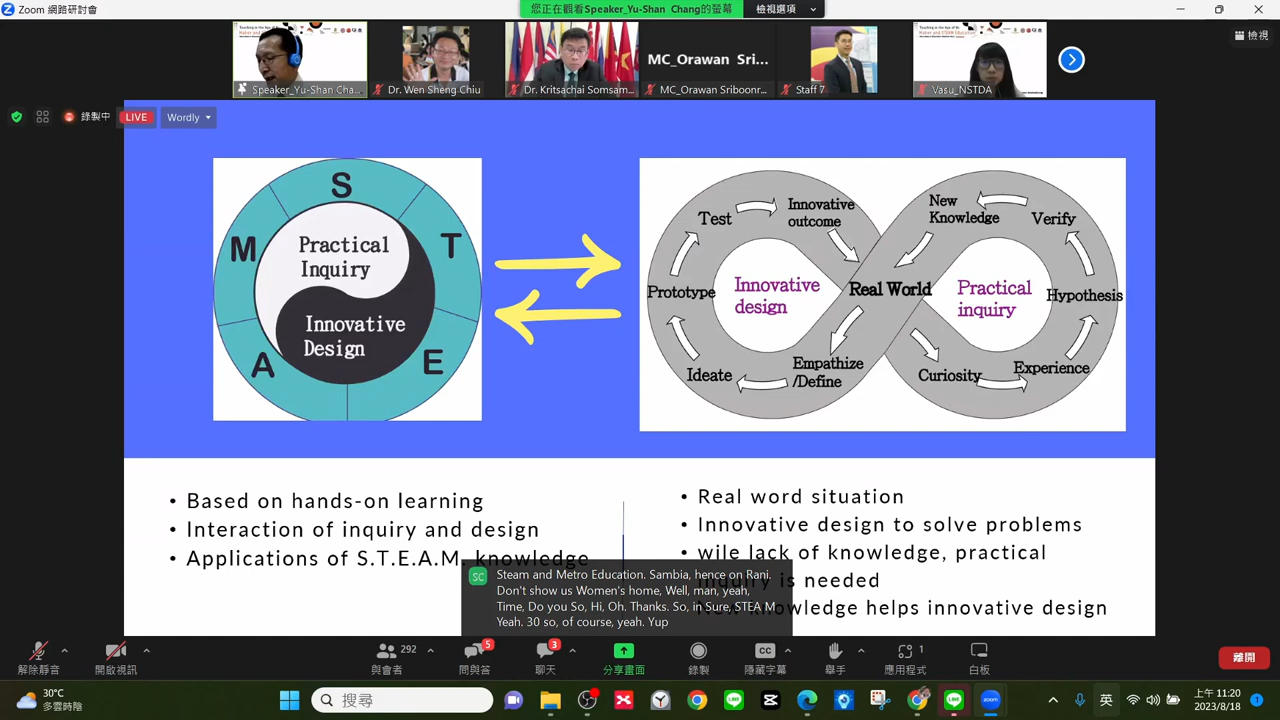 Zoom 網路研討會
您正在觀看Speaker_Yu-Shan Chang的螢幕
檢視選項
Speaker_Yu-Shan Cha...
Dr. Wen Sheng Chiu
Dr. Kritsachai Somsam...
MC_Orawan Sri...
MC_Orawan Sriboonr...
Staff 7
Vasu_NSTDA
檢視
錄製中
LIVE
Wordly
S
T
E
A
M
Practical
Inquiry
Innovative
Design
Test
Innovative
outcome
New
Knowledge
Verify
Prototype
Innovative
design
Real World
Practical
inquiry
Hypothesis
Ideate
Empathize
/Define
Curiosity
Experience
• Based on hands-on learning
• Interaction of inquiry and design
• Applications of S.T.E.A.M. knowledge
• Real word situation
• Innovative design to solve problems
• wile lack of knowledge, practical
is needed
knowledge helps innovative design
SC
Steam and Metro Education. Sambia, hence on Rani.
Don't show us Women's home, Well, man, yeah,
Time, Do you So, Hi, Oh. Thanks. So, in Sure, STEA M
Yeah. 30 so, of course, yeah. Yup
解除靜音
開啟視訊
292
與會者
5
問與答
3
聊天
分享畫面
錄製
CC
隱藏字幕
舉手
1
應用程式
白板
離開
30°C
多雲時陰
搜尋
zoom
英
上午 11:20
2023/8/18
1